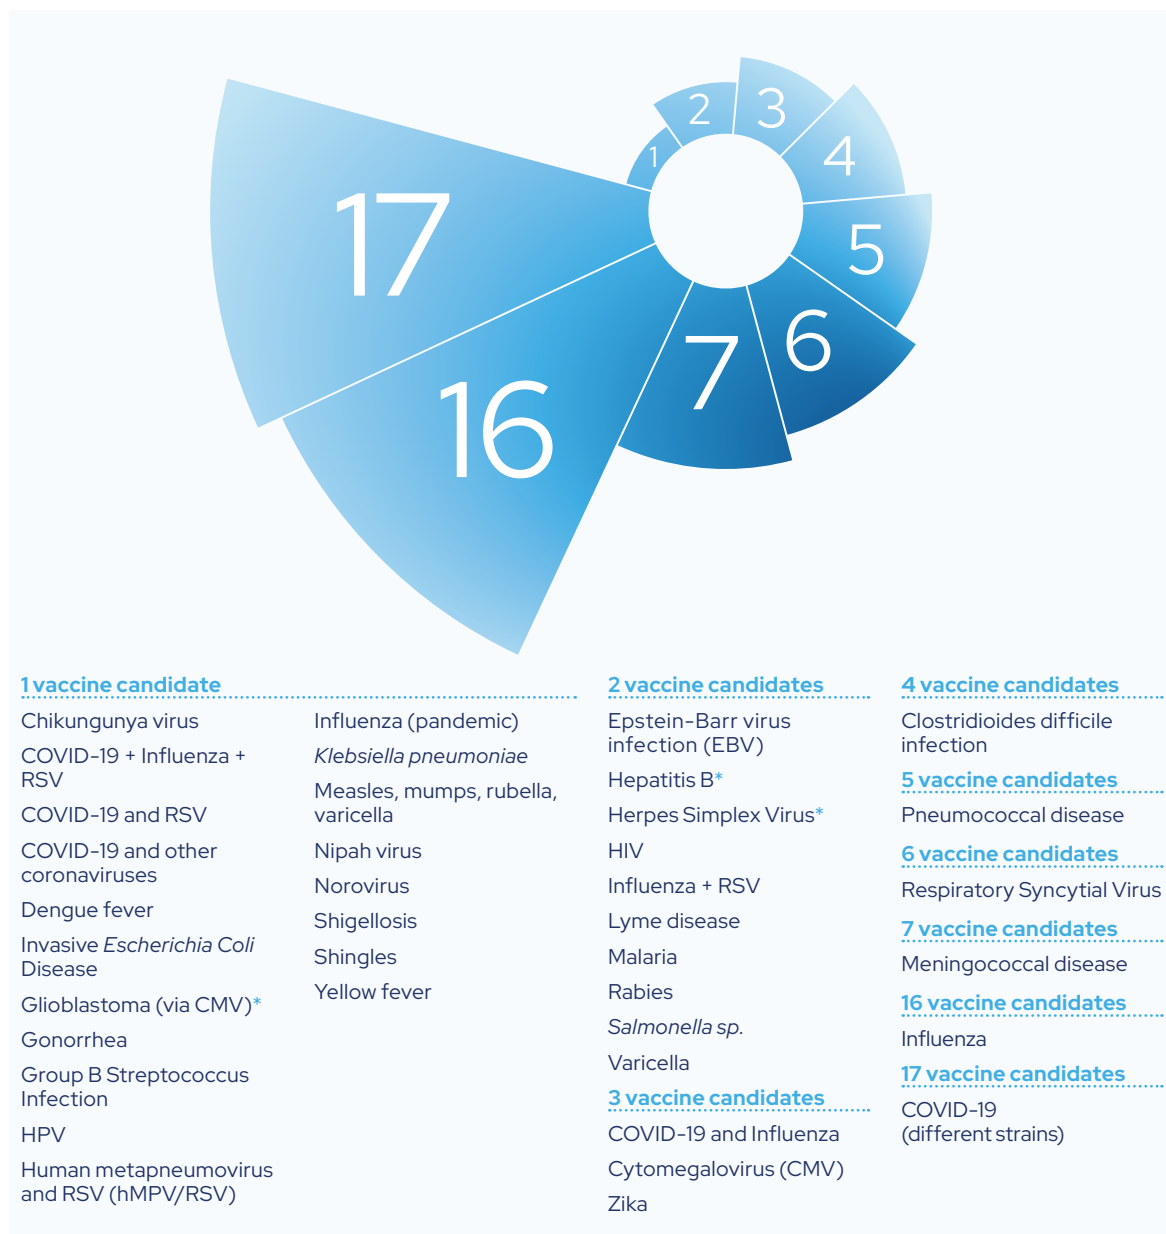 1
2
3
4
5
6
7
16
17
1 vaccine candidate
Chikungunya virus
COVID-19 + Influenza +
RSV
COVID-19 and RSV
COVID-19 and other
coronaviruses
Dengue fever
Invasive Escherichia Coli
Disease
Glioblastoma (via CMV)*
Gonorrhea
Group B Streptococcus
Infection
HPV
Human metapneumovirus
and RSV (hMPV/RSV)
Influenza (pandemic)
Klebsiella pneumoniae
Measles, mumps, rubella,
varicella
Nipah virus
Norovirus
Shigellosis
Shingles
Yellow fever
2 vaccine candidates
Epstein-Barr virus
infection (EBV)
Hepatitis B*
Herpes Simplex Virus*
HIV
Influenza + RSV
Lyme disease
Malaria
Rabies
Salmonella sp.
Varicella
3 vaccine candidates
COVID-19 and Influenza
Cytomegalovirus (CMV)
Zika
4 vaccine candidates
Clostridioides difficile
infection
5 vaccine candidates
Pneumococcal disease
6 vaccine candidates
Respiratory Syncytial Virus
7 vaccine candidates
Meningococcal disease
16 vaccine candidates
Influenza
17 vaccine candidates
COVID-19
(different strains)